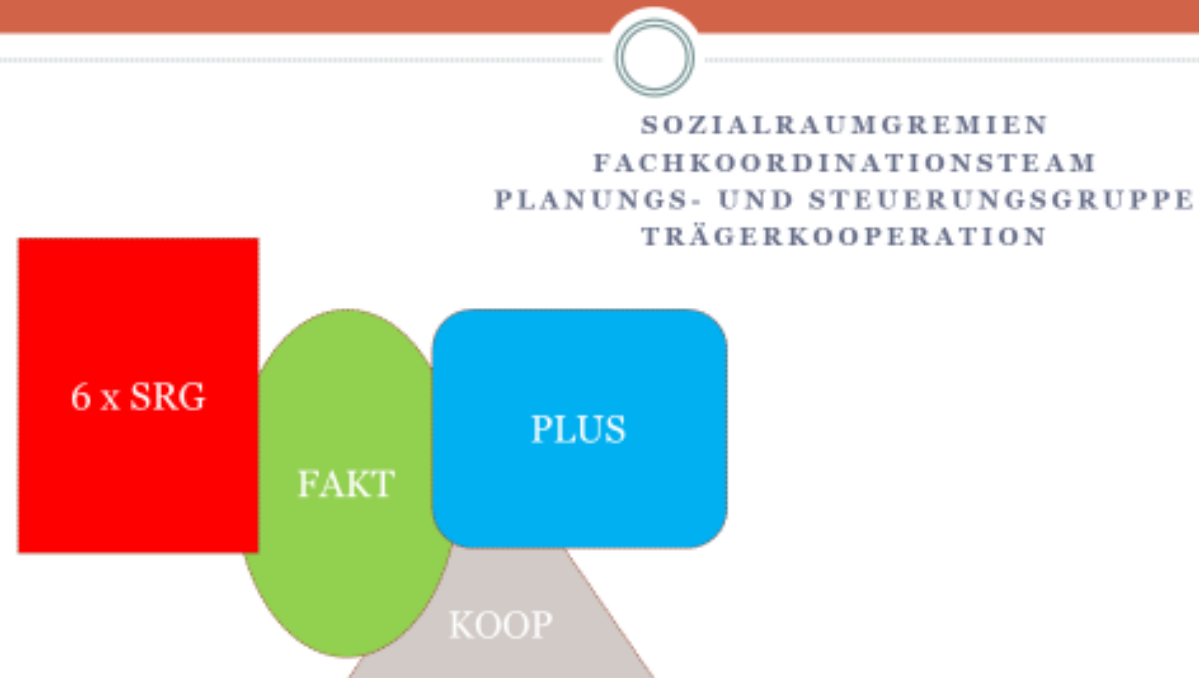 SOZIALRAUMGREMIEN
FACHKOORDINATIONSTEAM
PLANUNGS- UND STEUERUNGSGRUPPE
TRÄGERKOOPERATION
6 x SRG
PLUS
FAKT
KOOP